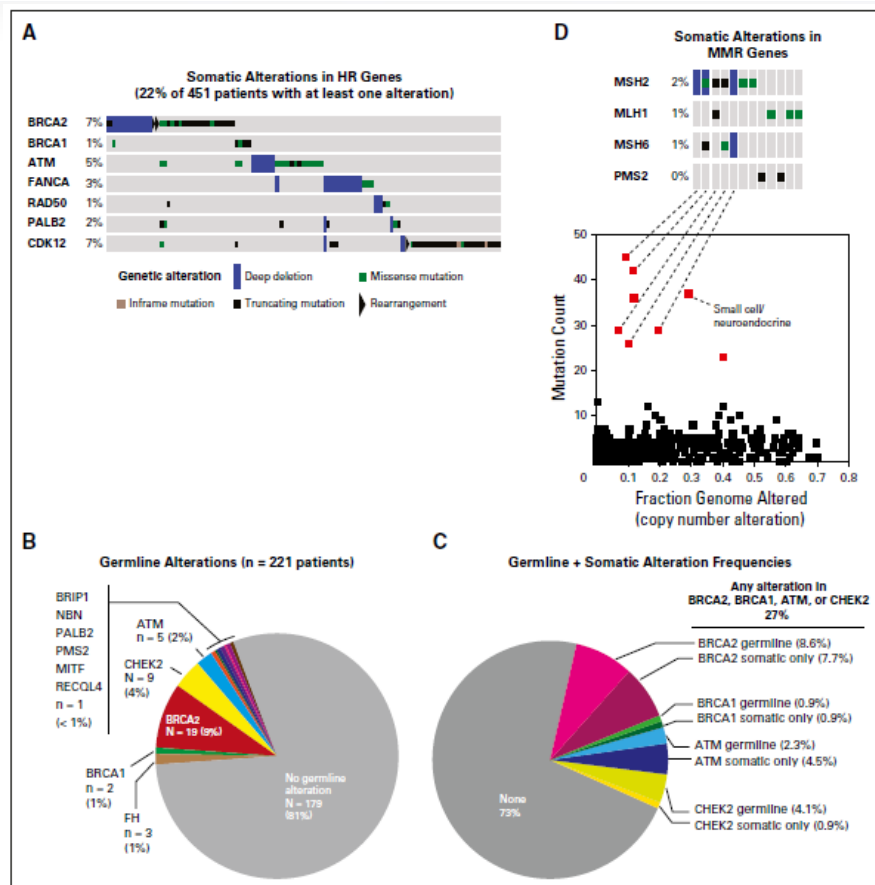 A
Somatic Alterations in HR Genes
(22% of 451 patients with at least one alteration)
BRCA2 7%
BRCA1 1%
ATM 5%
FANCA 3%
RAD50 1%
PALB2 2%
CDK12 7%
Genetic alteration Deep deletion Missense mutation
Inframe mutation Truncating mutation Rearrangement
D
Somatic Alterations in
MMR Genes
MSH2 2%
MLH1 1%
MSH6 1%
PMS2 0%
50
40
30
20
10
Mutation Count
Small cell/
neuroendocrine
0.1 0.2 0.3 0.4 0.5 0.6 0.7 0.8
Fraction Genome Altered
(copy number alteration)
B
Germline Alterations (n = 221 patients)
BRIP1
NBN
PALB2
PMS2
MITF
RECQL4
n = 1
(< 1%)
ATM
n = 5 (2%)
CHEK2
N = 9
(4%)
BRCA2
N = 19 (9%)
BRCA1
n = 2
(1%)
FH
n = 3
(1%)
No germline
alteration
N = 179
(81%)
C
Germline + Somatic Alteration Frequencies
Any alteration in
BRCA2, BRCA1, ATM, or CHEK2
27%
BRCA2 germline (8.6%)
BRCA2 somatic only (7.7%)
BRCA1 germline (0.9%)
BRCA1 somatic only (0.9%)
ATM germline (2.3%)
ATM somatic only (4.5%)
CHEK2 germline (4.1%)
CHEK2 somatic only (0.9%)
None
73%